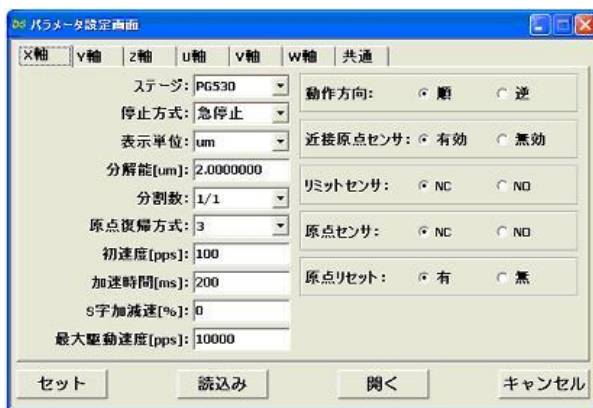 パラメータ設定画面
X軸 Y軸 Z軸 U軸 V軸 W軸 共通
ステージ: PG530
停止方式: 急停止
表示単位: um
分解能[um]: 2.0000000
分割数: 1/1
原点復帰方式: 3
初速度[pps]: 100
加速時間[ms]: 200
S字加減速[%]: 0
最大駆動速度[pps]: 10000
動作方向: 順 逆
近接原点センサ: 有効 無効
リミットセンサ: NC NO
原点センサ: NC NO
原点リセット: 有 無
セット 読込み 開く キャンセル